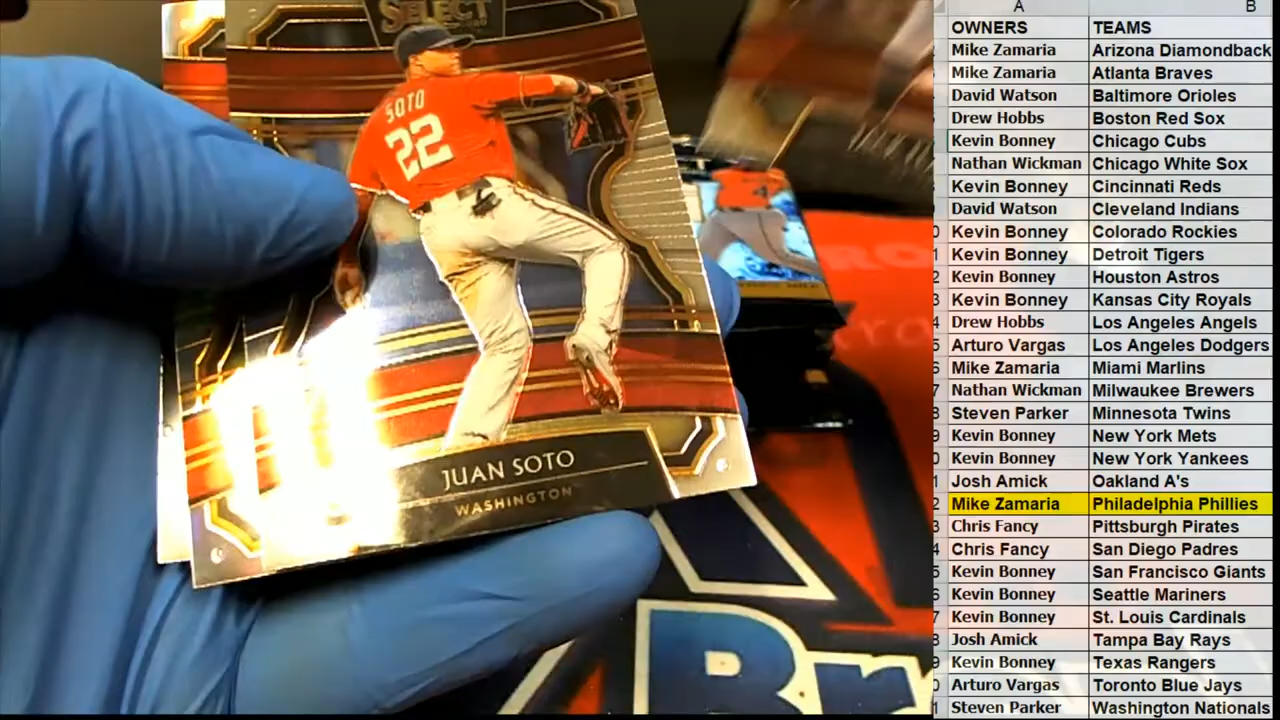 SELECT
SOTO
22
JUAN SOTO
WASHINGTON
Br
A B
OWNERS TEAMS
Mike Zamaria Arizona Diamondback
Mike Zamaria Atlanta Braves
David Watson Baltimore Orioles
Drew Hobbs Boston Red Sox
Kevin Bonney Chicago Cubs
Nathan Wickman Chicago White Sox
Kevin Bonney Cincinnati Reds
David Watson Cleveland Indians
Kevin Bonney Colorado Rockies
Kevin Bonney Detroit Tigers
Kevin Bonney Houston Astros
Kevin Bonney Kansas City Royals
Drew Hobbs Los Angeles Angels
Arturo Vargas Los Angeles Dodgers
Mike Zamaria Miami Marlins
Nathan Wickman Milwaukee Brewers
Steven Parker Minnesota Twins
Kevin Bonney New York Mets
Kevin Bonney New York Yankees
Josh Amick Oakland A's
Mike Zamaria Philadelphia Phillies
Chris Fancy Pittsburgh Pirates
Chris Fancy San Diego Padres
Kevin Bonney San Francisco Giants
Kevin Bonney Seattle Mariners
Kevin Bonney St. Louis Cardinals
Josh Amick Tampa Bay Rays
Kevin Bonney Texas Rangers
Arturo Vargas Toronto Blue Jays
Steven Parker Washington Nationals